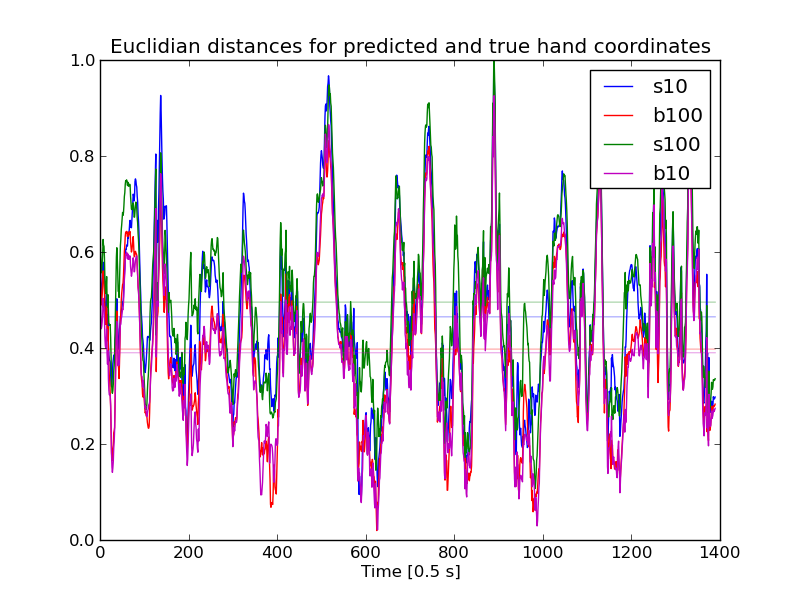 Euclidian distances for predicted and true hand coordinates
1.0
0.8
0.6
0.4
0.2
0.0
s10
b100
s100
b10
0 200 400 600 800 1000 1200 1400
Time [0.5 s]